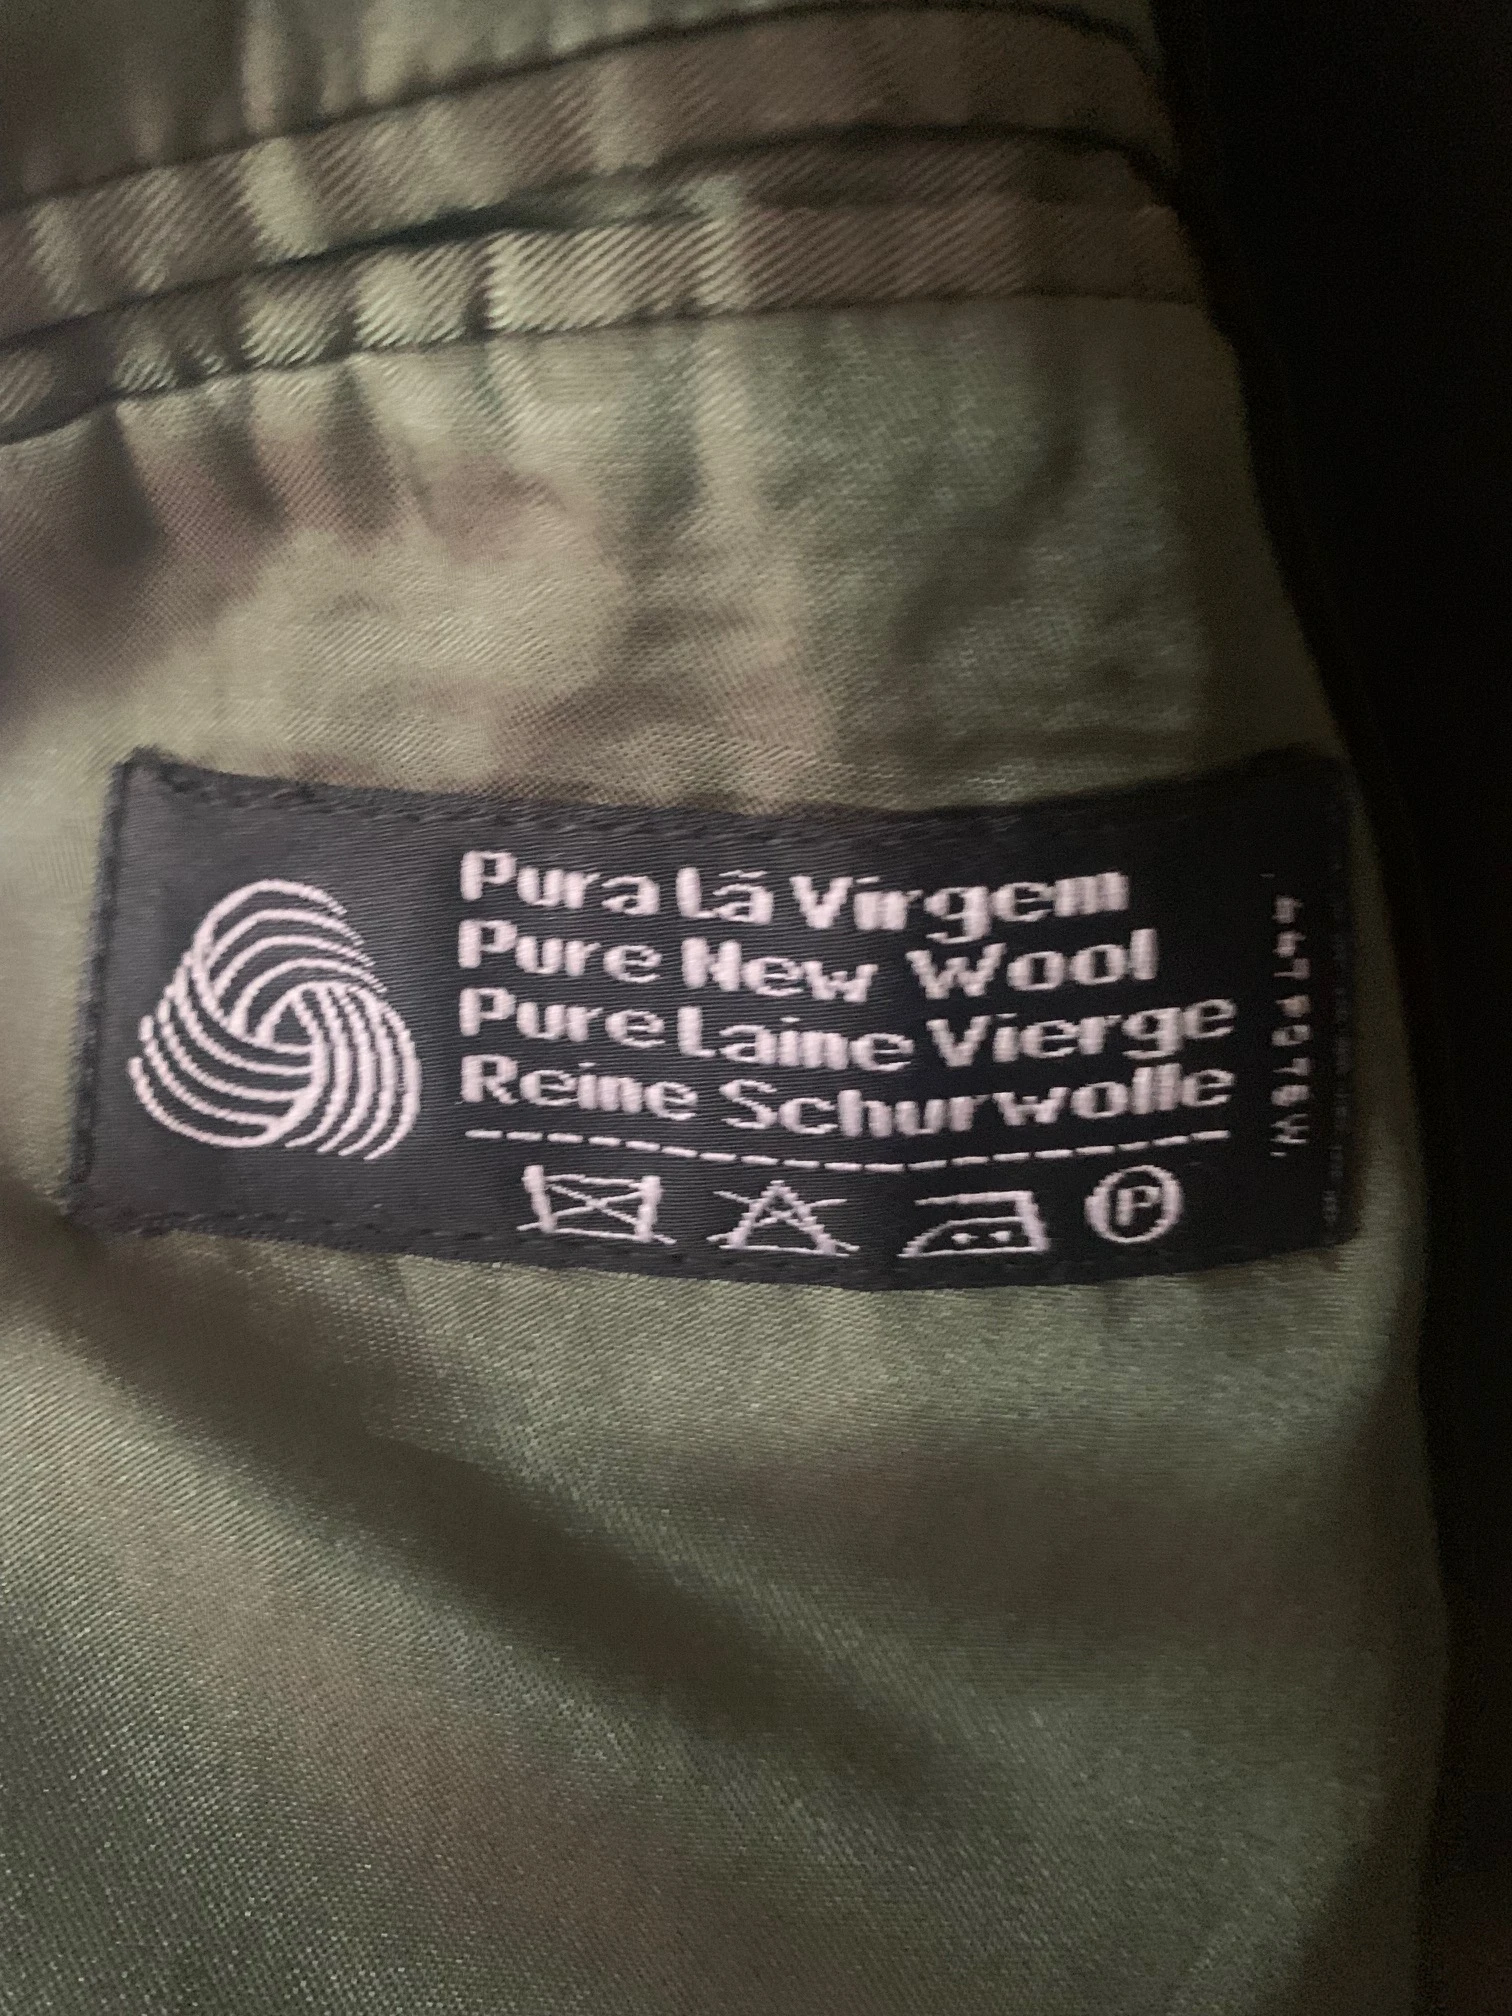 Pura Lã Virgem
Pure New Wool
Pure Laine Vierge
Reine Schurwolle
P